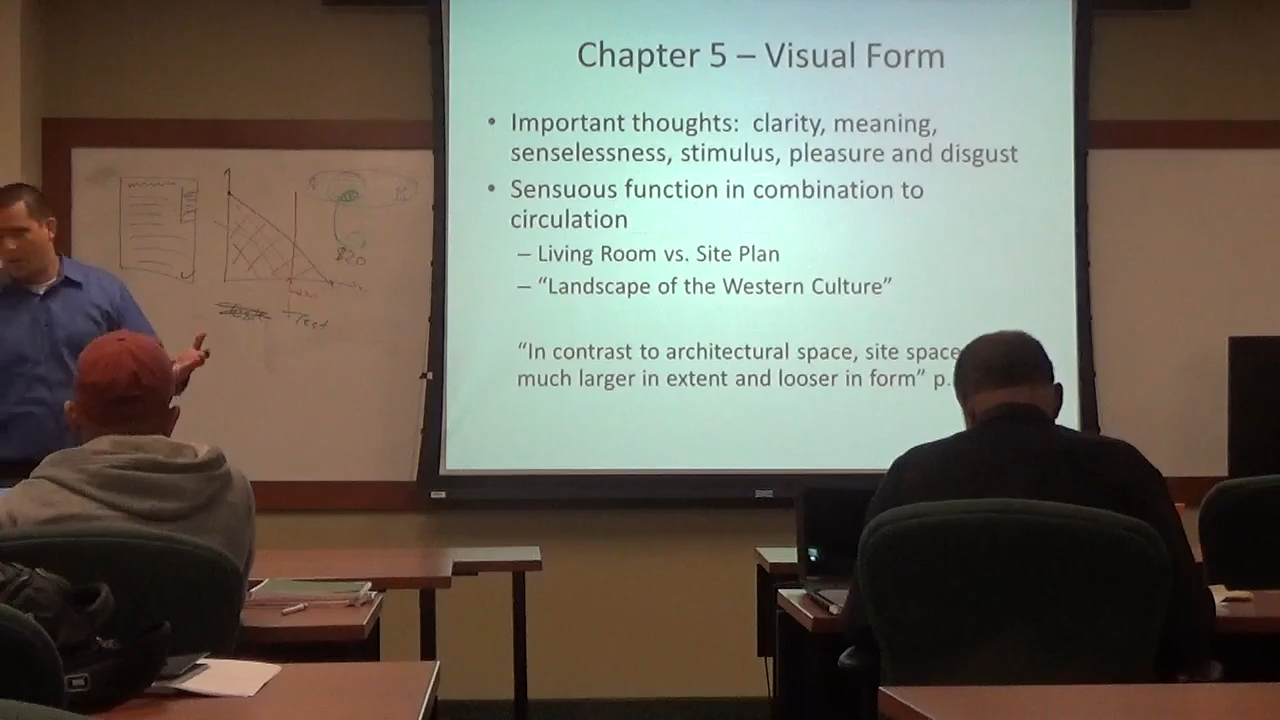 Chapter 5 – Visual Form
• Important thoughts: clarity, meaning,
senselessness, stimulus, pleasure and disgust
• Sensuous function in combination to
circulation
– Living Room vs. Site Plan
– “Landscape of the Western Culture”
“In contrast to architectural space, site space
much larger in extent and looser in form” p.
$20
Test